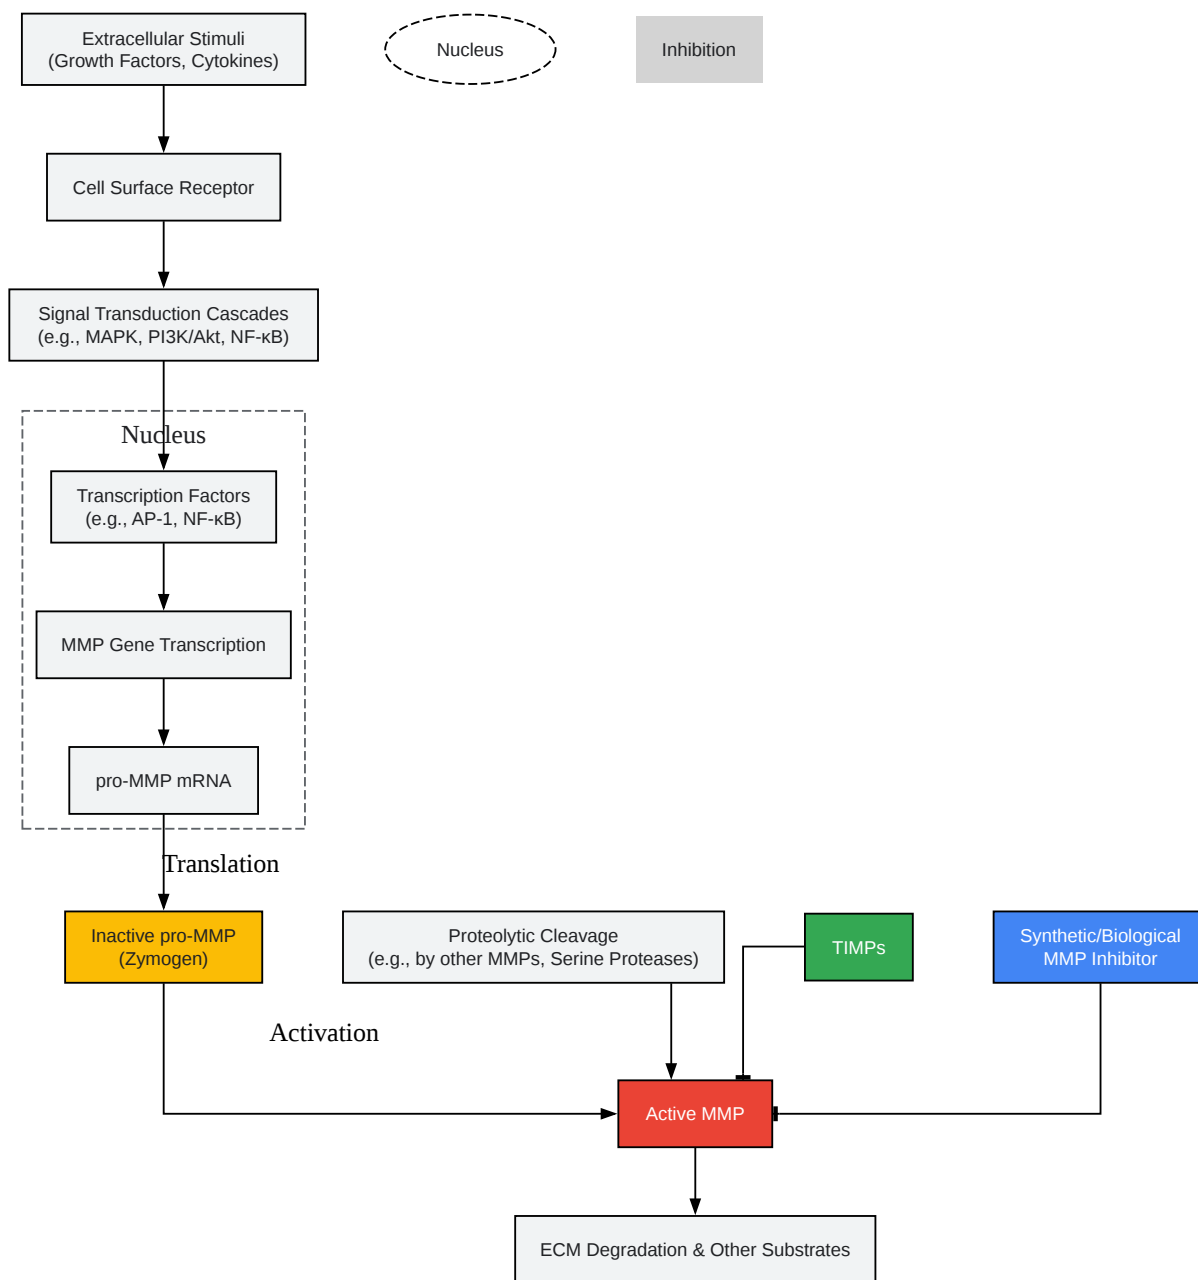 Extracellular Stimuli
(Growth Factors, Cytokines)
Nucleus
Inhibition
Cell Surface Receptor
Signal Transduction Cascades
(e.g., MAPK, PI3K/Akt, NF-κB)
Nucleus
Transcription Factors
(e.g., AP-1, NF-κB)
MMP Gene Transcription
pro-MMP mRNA
Translation
Inactive pro-MMP
(Zymogen)
Proteolytic Cleavage
(e.g., by other MMPs, Serine Proteases)
TIMPs
Synthetic/Biological
MMP Inhibitor
Activation
Active MMP
ECM Degradation & Other Substrates